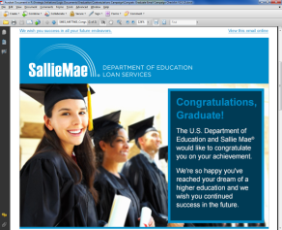 We wish you success in all your future endeavors.
View this email online
SallieMae®
DEPARTMENT OF EDUCATION
LOAN SERVICES
Congratulations,
Graduate!
The U.S. Department of
Education and Sallie Mae®
would like to congratulate
you on your achievement.
We're so happy you've
reached your dream of a
higher education and we
wish you continued
success in the future.